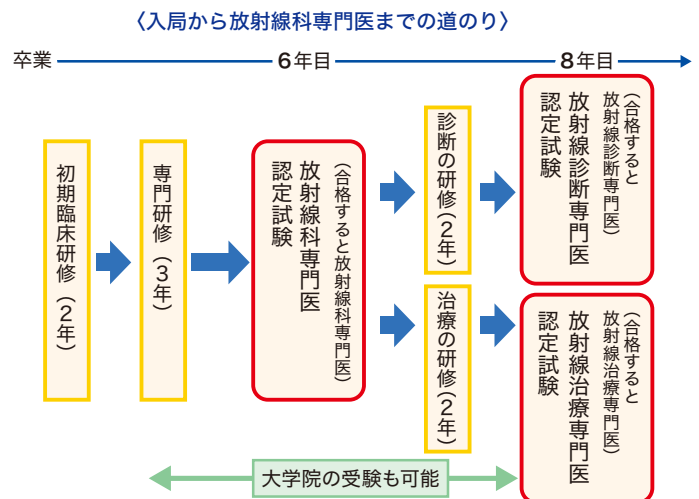 〈入局から放射線科専門医までの道のり〉
卒業
6年目
8年目
初期臨床研修（2年）
専門研修（3年）
放射線科専門医
認定試験
（合格すると放射線科専門医）
診断の研修（2年）
治療の研修（2年）
（合格すると
放射線診断専門医）
放射線診断専門医
認定試験
（合格すると
放射線治療専門医）
放射線治療専門医
認定試験
大学院の受験も可能